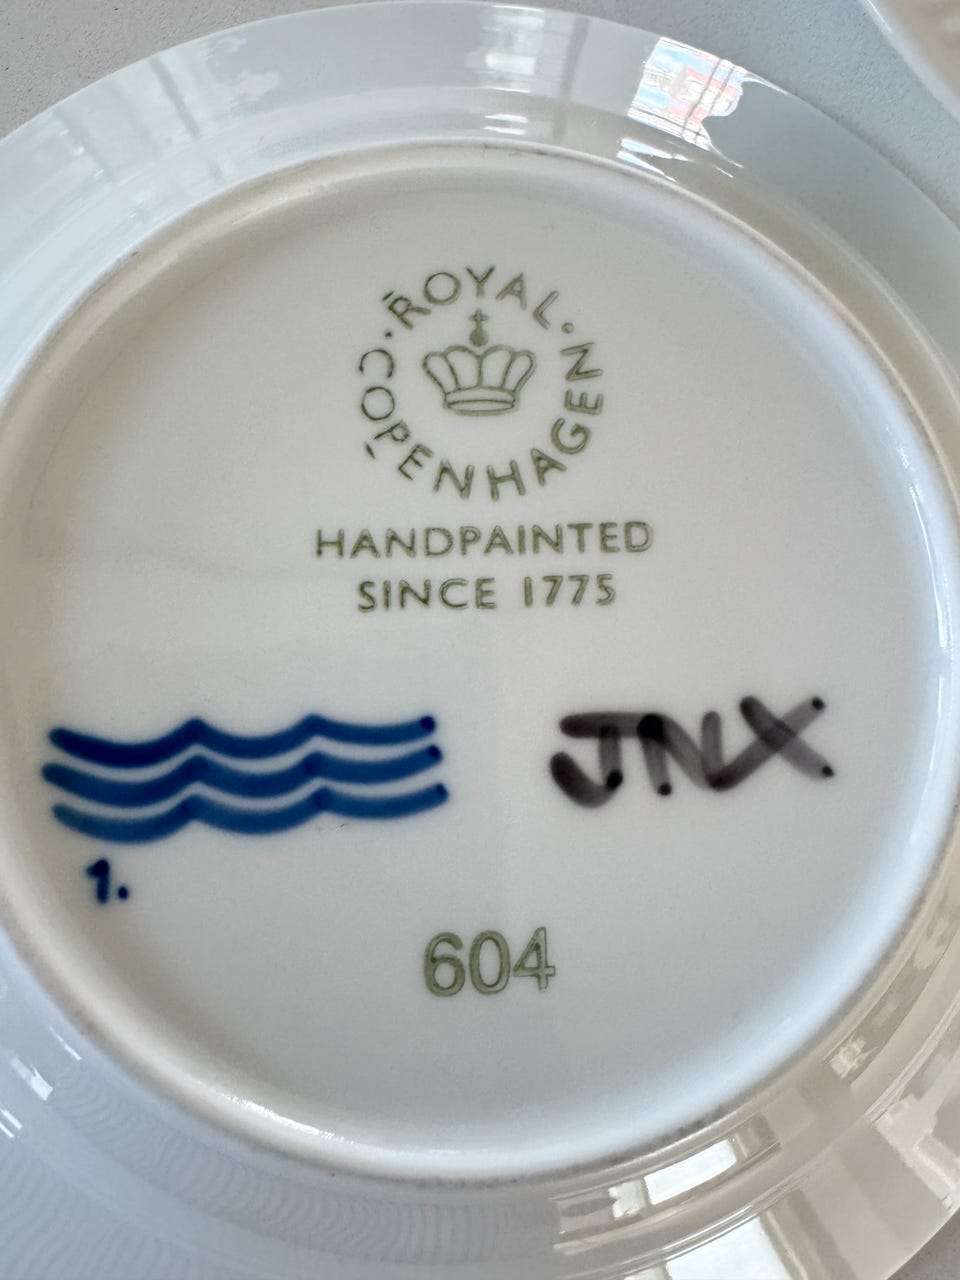 ROYAL
COPENHAGEN
HANDPAINTED
SINCE 1775
JNX
1.
604